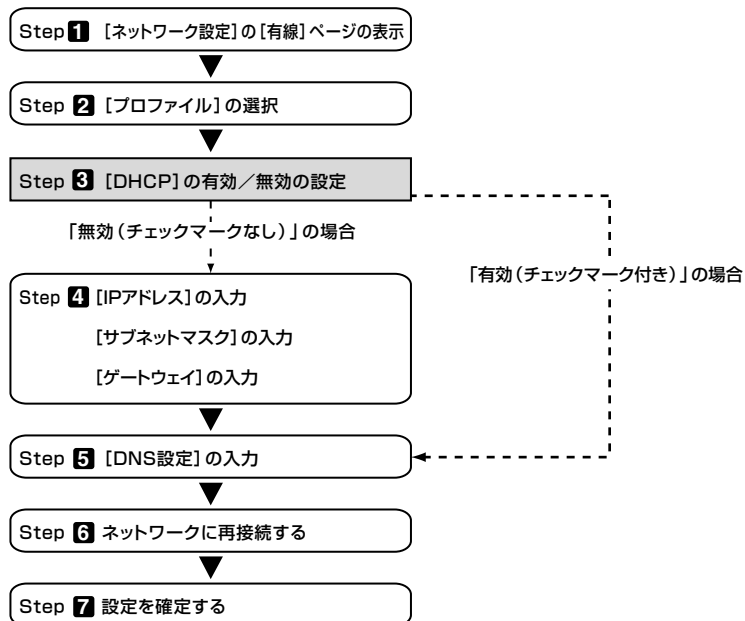 Step 1 [ネットワーク設定]の[有線]ページの表示
Step 2 [プロファイル]の選択
Step 3 [DHCP]の有効／無効の設定
「無効(チェックマークなし)」の場合
「有効(チェックマーク付き)」の場合
Step 4 [IPアドレス]の入力
[サブネットマスク]の入力
[ゲートウェイ]の入力
Step 5 [DNS設定]の入力
Step 6 ネットワークに再接続する
Step 7 設定を確定する